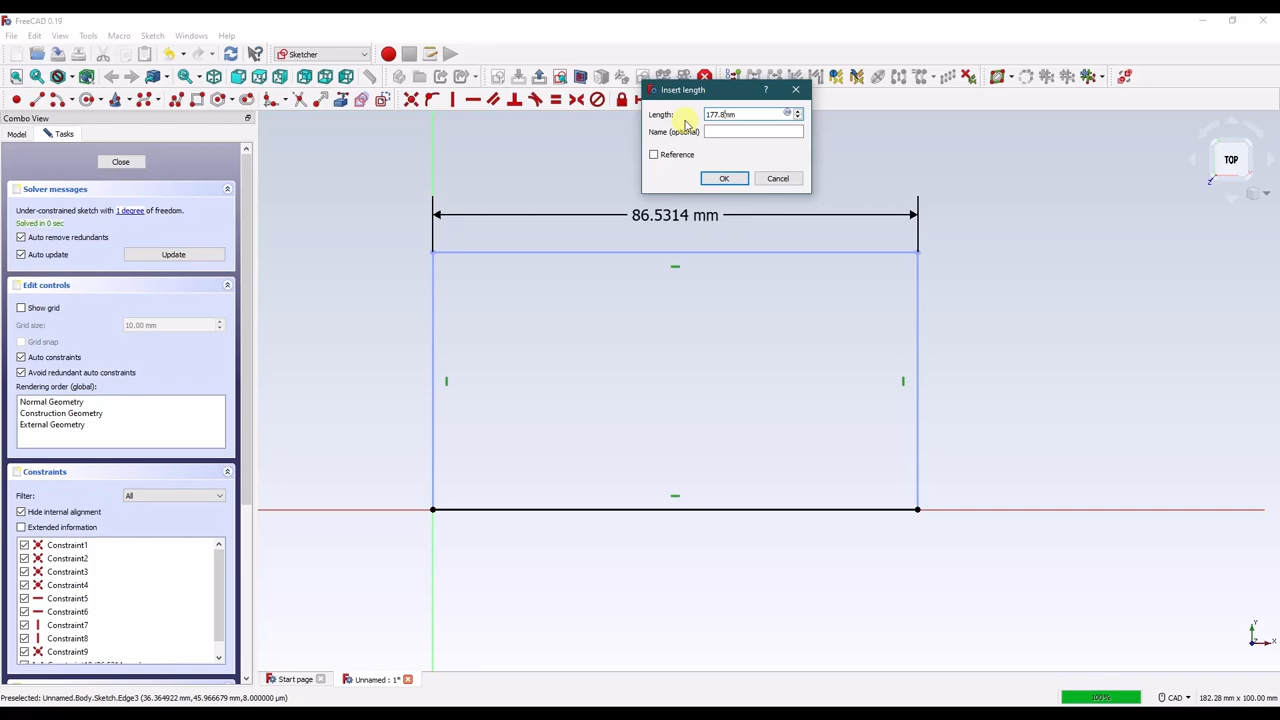 FreeCAD 0.19
File Edit View Tools Macro Sketch Windows Help
Sketcher
Insert length
Length: 177.8mm
Name (optional)
Reference
OK Cancel
Combo View
Model Tasks
Close
Solver messages
Under-constrained sketch with 1 degree of freedom.
Solved in 0 sec
Auto remove redundants
Auto update Update
Edit controls
Show grid
Grid size: 10.00 mm
Grid snap
Auto constraints
Avoid redundant auto constraints
Rendering order (global):
Normal Geometry
Construction Geometry
External Geometry
Constraints
Filter: All
Hide internal alignment
Extended information
Constraint1
Constraint2
Constraint3
Constraint4
Constraint5
Constraint6
Constraint7
Constraint8
Constraint9
86.5314 mm
TOP
Z
Y
X
Z
Start page Unnamed : 1*
Preselected: Unnamed.Body.Sketch.Edge3 (36.364922 mm,45.966679 mm,8.000000 µm)
100%
CAD 182.28 mm x 100.00 mm